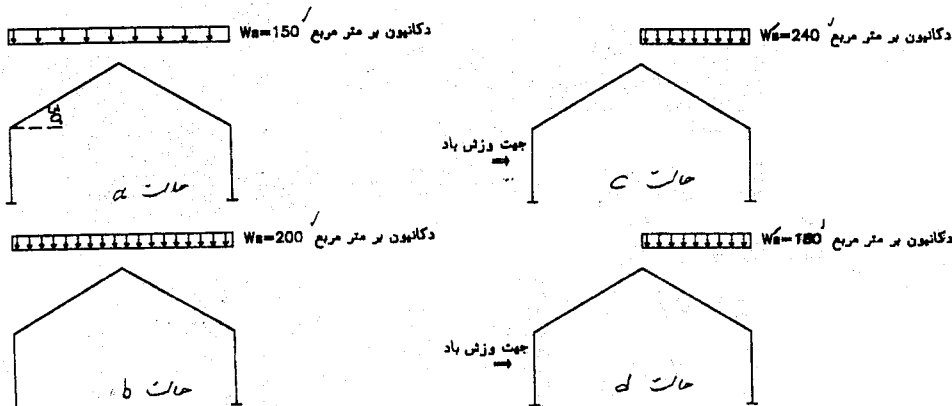 Ws=150 دکانیون بر متر مربع
Ws=240 دکانیون بر متر مربع
30
جهت وزش باد
حالت a
حالت c
Ws=200 دکانیون بر متر مربع
Ws=180 دکانیون بر متر مربع
جهت وزش باد
حالت b
حالت d